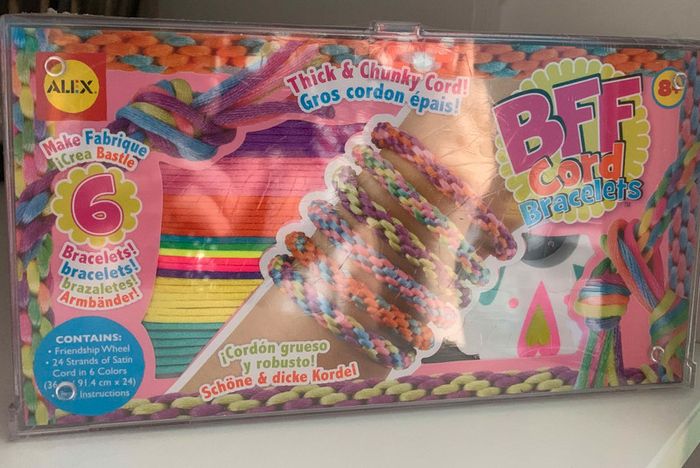 ALEX.
Thick & Chunky Cord!
Gros cordon épais!
BFF
Cord
Bracelets
8+
Make Fabrique
¡Crea Bastle
6
Bracelets!
bracelets!
brazaletes!
Armbänder!
CONTAINS:
• Friendship Wheel
• 24 Strands of Satin
Cord in 6 Colors
(36 91.4 cm x 24)
Instructions
¡Cordón grueso
y robusto!
Schöne & dicke Kordel